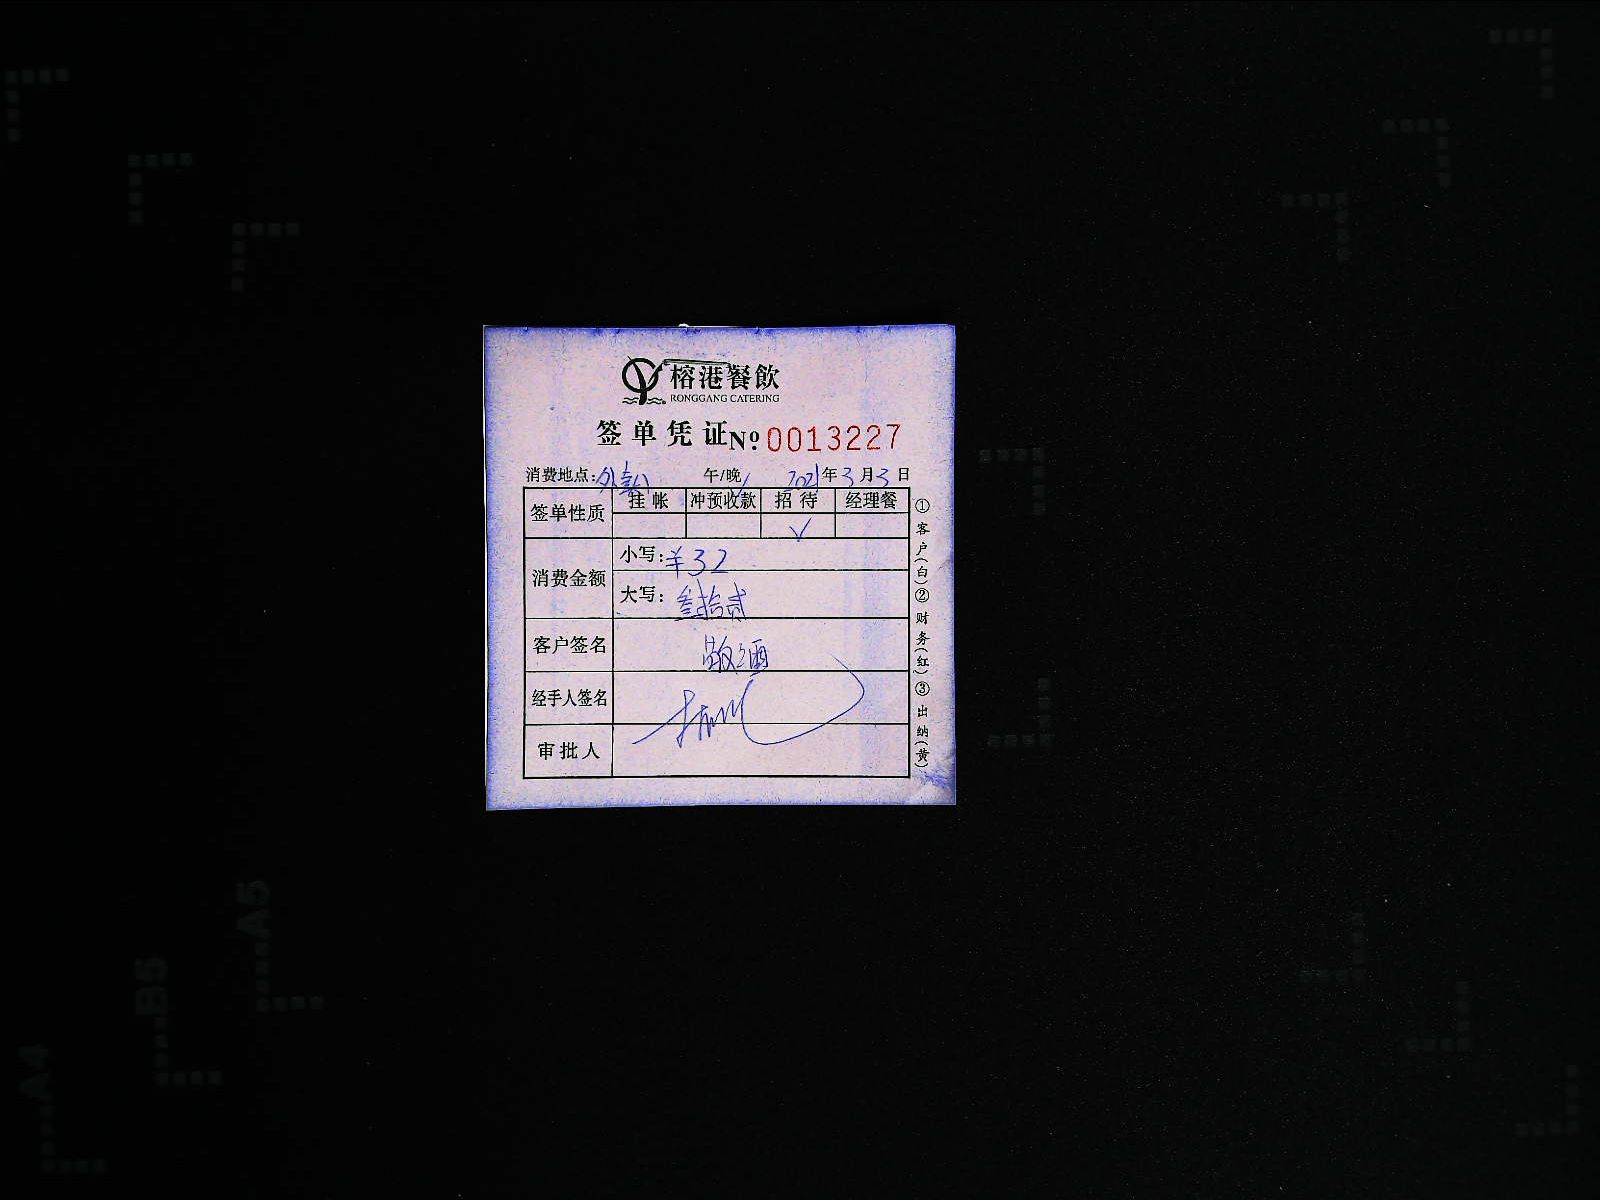 榕港餐飲
RONGGANG CATERING
签单凭证 № 0013227
消费地点: 午/晚 2021年3月3日
签单性质 挂帐 冲预收款 招待 经理餐
√
消费金额 小写:¥32
大写:叁拾贰
客户签名 敬酒
经手人签名
审批人
①客户(白)②财务(红)③出纳(黄)
A5
B5
A4